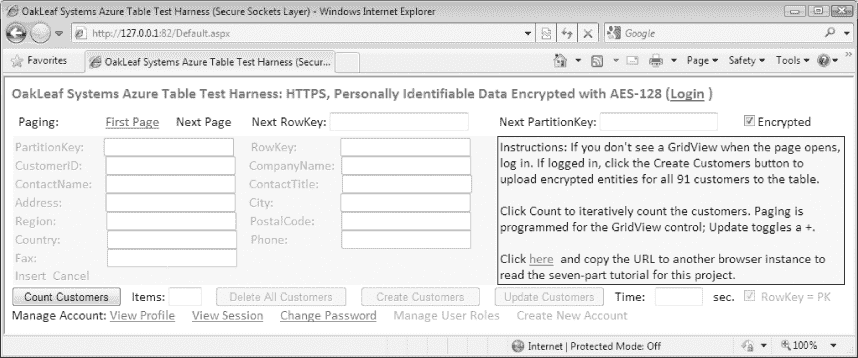 OakLeaf Systems Azure Table Test Harness (Secure Sockets Layer) - Windows Internet Explorer
http://127.0.0.1:82/Default.aspx
Google
Favorites OakLeaf Systems Azure Table Test Harness (Secur... Page Safety Tools
OakLeaf Systems Azure Table Test Harness: HTTPS, Personally Identifiable Data Encrypted with AES-128 (Login )
Paging: First Page Next Page Next RowKey: Next PartitionKey: Encrypted
PartitionKey: RowKey:
CustomerID: CompanyName:
ContactName: ContactTitle:
Address: City:
Region: PostalCode:
Country: Phone:
Fax:
Insert Cancel
Instructions: If you don't see a GridView when the page opens,
log in. If logged in, click the Create Customers button to
upload encrypted entities for all 91 customers to the table.
Click Count to iteratively count the customers. Paging is
programmed for the GridView control; Update toggles a +.
Click here and copy the URL to another browser instance to
read the seven-part tutorial for this project.
Count Customers Items: Delete All Customers Create Customers Update Customers Time: sec. RowKey = PK
Manage Account: View Profile View Session Change Password Manage User Roles Create New Account
Internet | Protected Mode: Off 100%